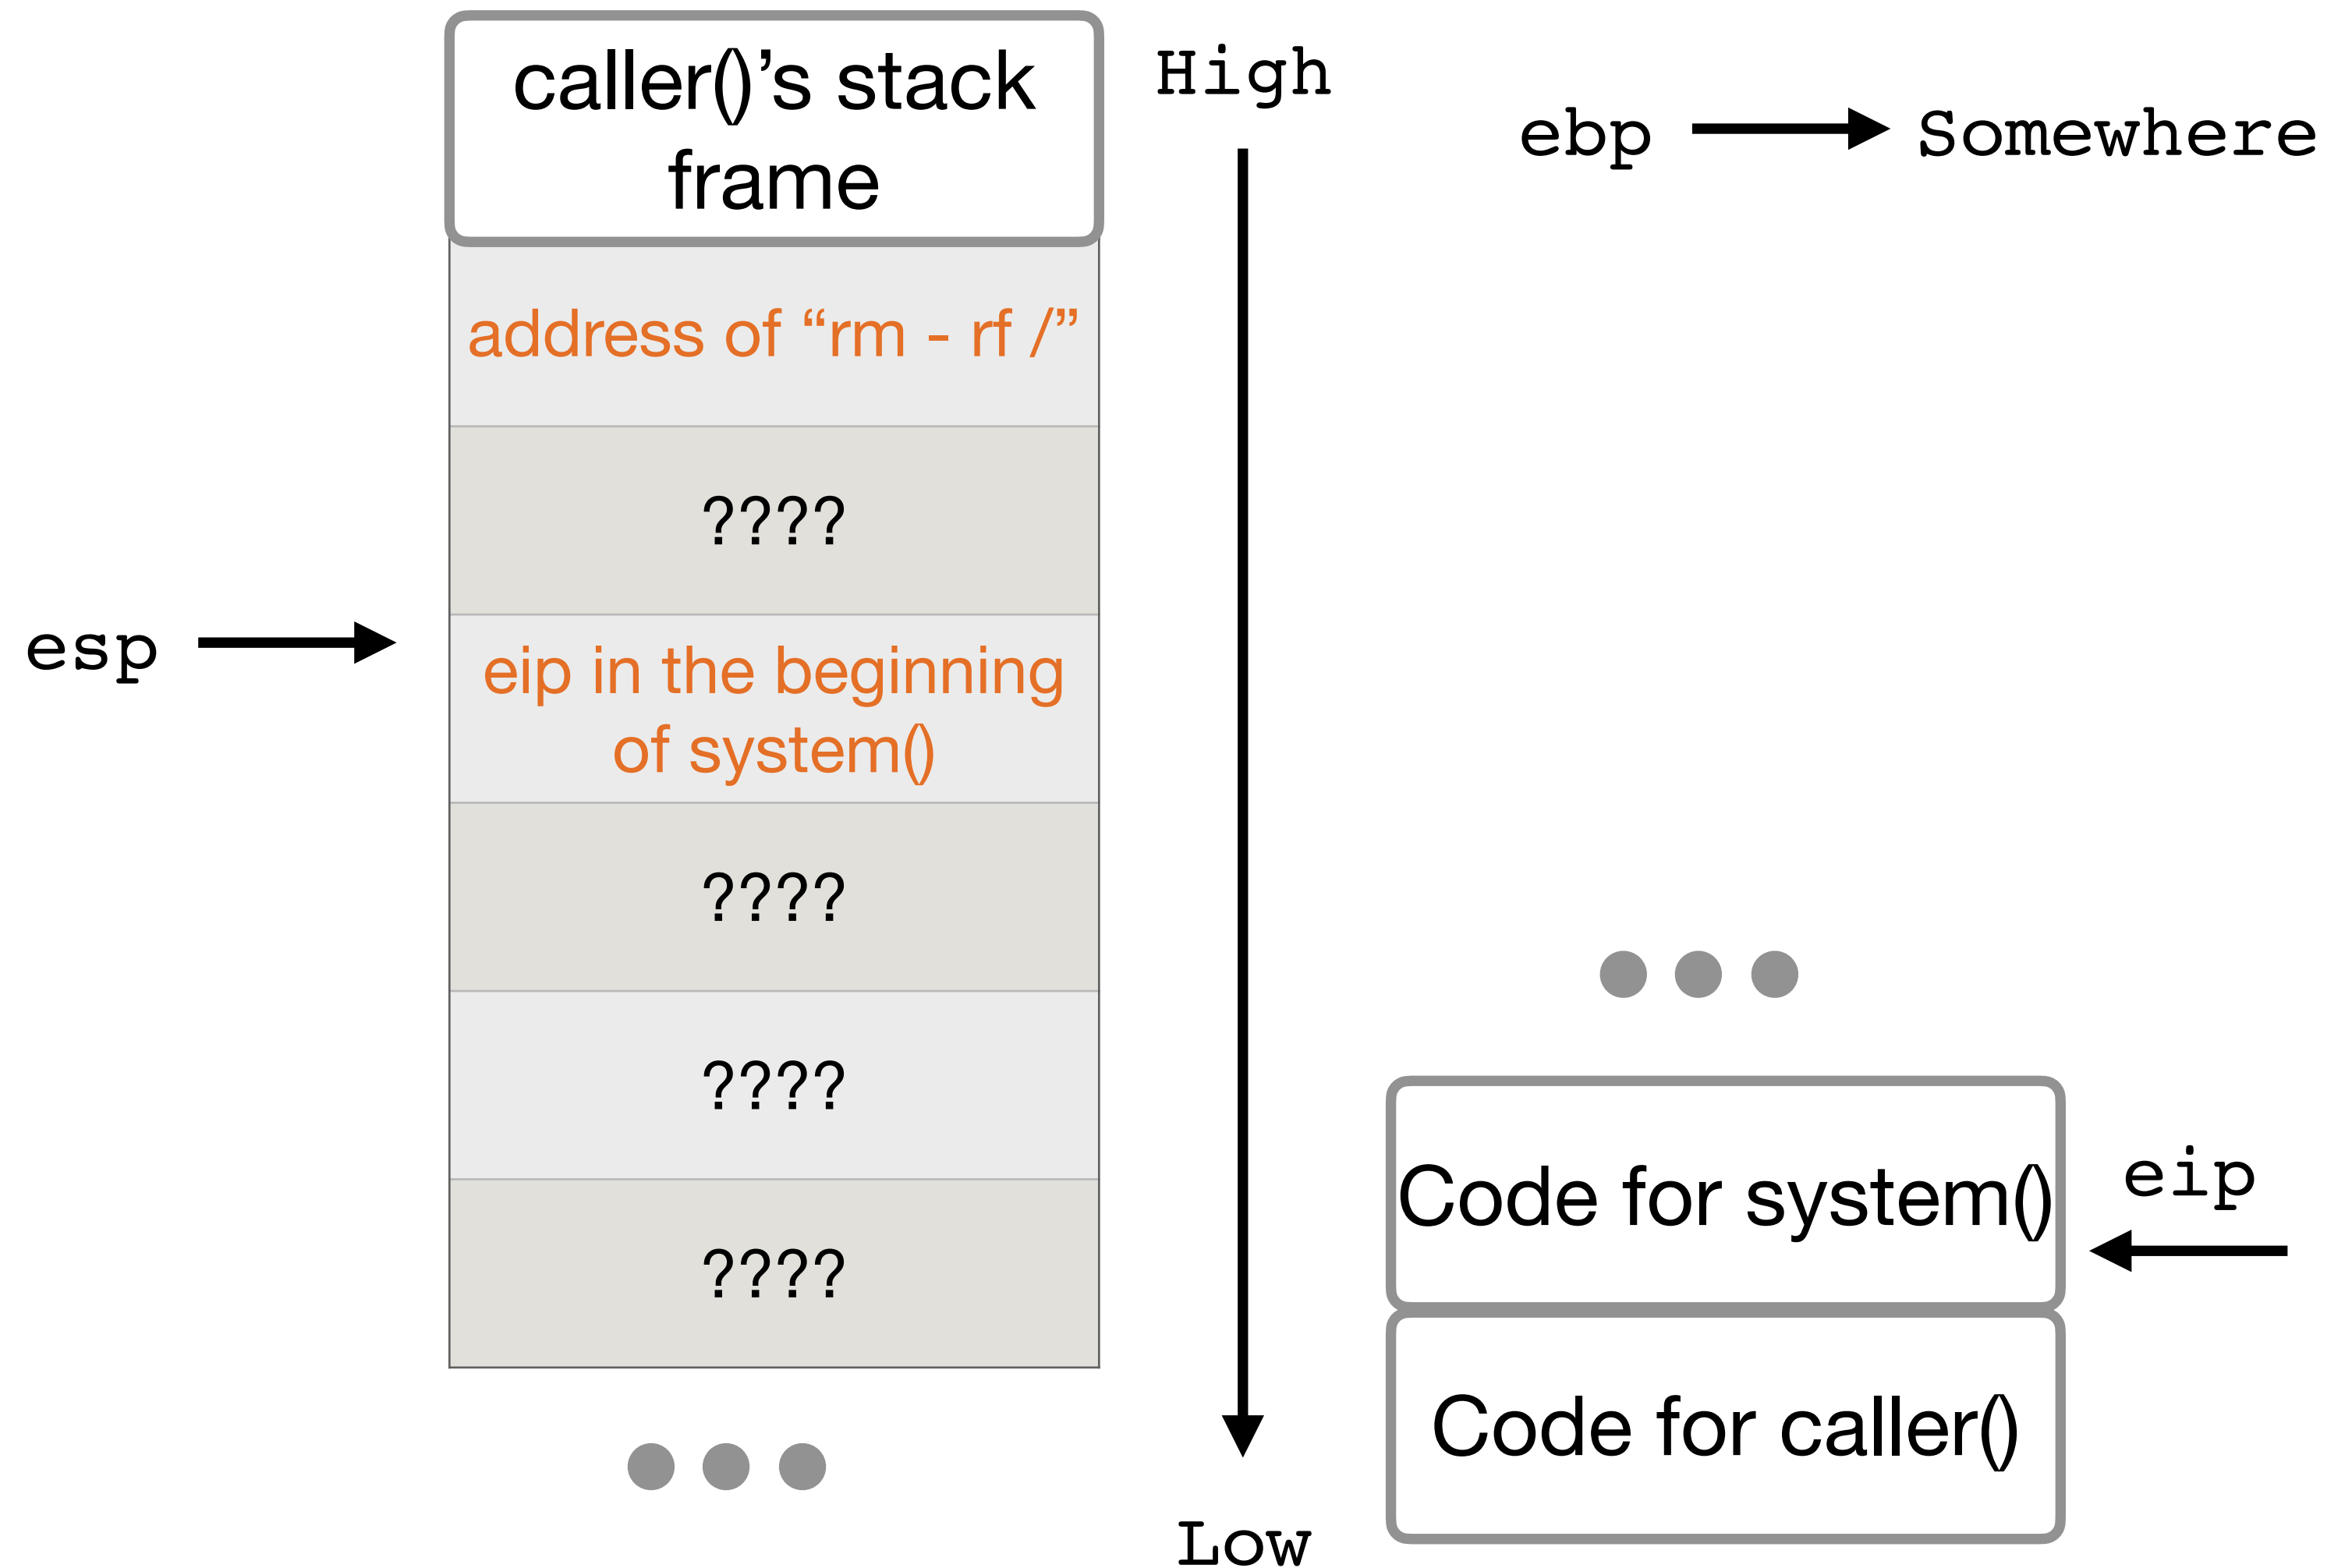 caller()’s stack
frame
High
ebp
Somewhere
address of “rm - rf /”
????
esp
eip in the beginning
of system()
????
????
????
Code for system()
eip
Code for caller()
Low